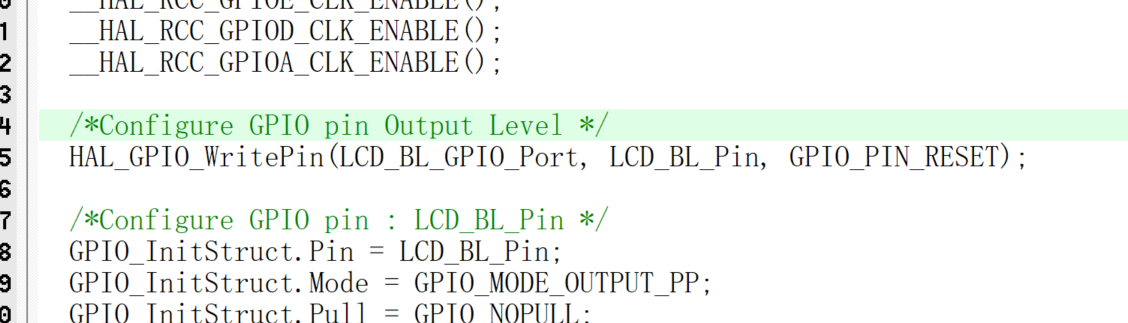 0 __HAL_RCC_GPIOE_CLK_ENABLE();
1 __HAL_RCC_GPIOD_CLK_ENABLE();
2 __HAL_RCC_GPIOA_CLK_ENABLE();
3
4 /*Configure GPIO pin Output Level */
5 HAL_GPIO_WritePin(LCD_BL_GPIO_Port, LCD_BL_Pin, GPIO_PIN_RESET);
6
7 /*Configure GPIO pin : LCD_BL_Pin */
8 GPIO_InitStruct.Pin = LCD_BL_Pin;
9 GPIO_InitStruct.Mode = GPIO_MODE_OUTPUT_PP;
0 GPIO_InitStruct.Pull = GPIO_NOPULL;